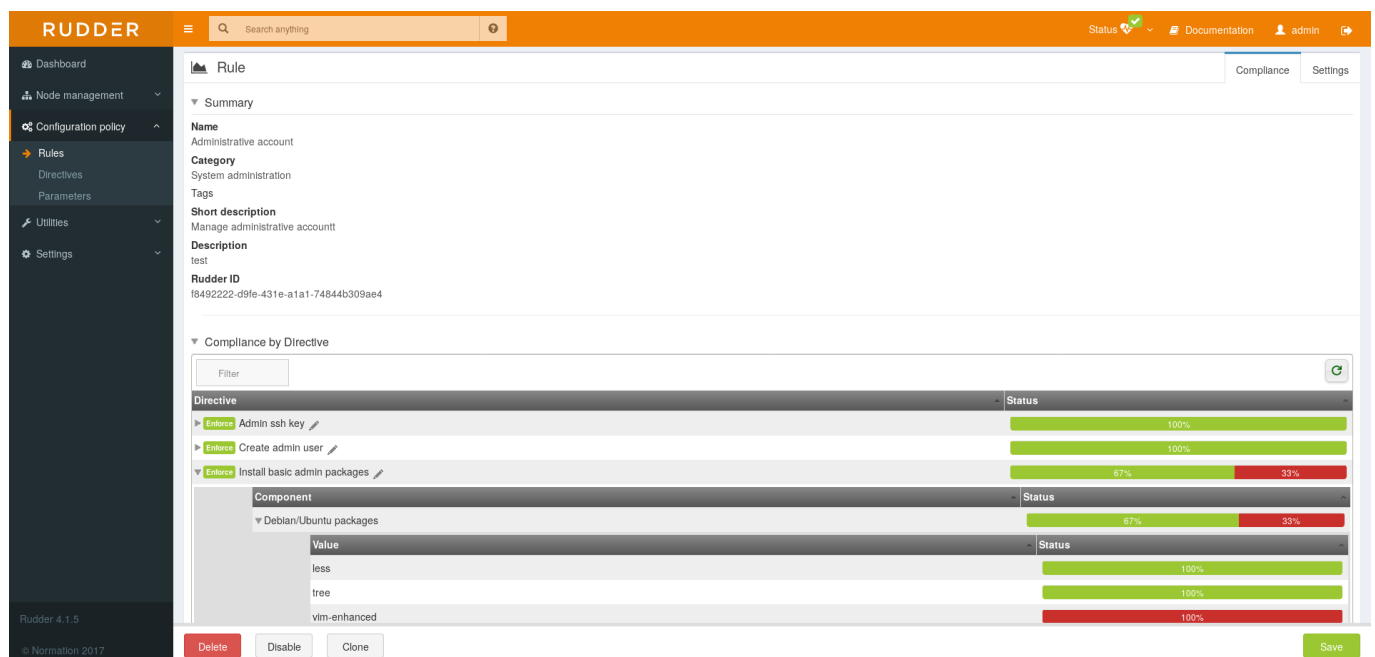 RUDDER
Search anything
Status
Documentation
admin
Dashboard
Node management
Configuration policy
Rules
Directives
Parameters
Utilities
Settings
Rudder 4.1.5
© Normation 2017
Rule
Compliance
Settings
Summary
Name
Administrative account
Category
System administration
Tags
Short description
Manage administrative accountt
Description
test
Rudder ID
f8492222-d9fe-431e-a1a1-74844b309ae4
Compliance by Directive
Filter
Directive Status
Enforce Admin ssh key 100%
Enforce Create admin user 100%
Enforce Install basic admin packages 67% 33%
Component Status
Debian/Ubuntu packages 67% 33%
Value Status
less 100%
tree 100%
vim-enhanced 100%
Delete Disable Clone Save